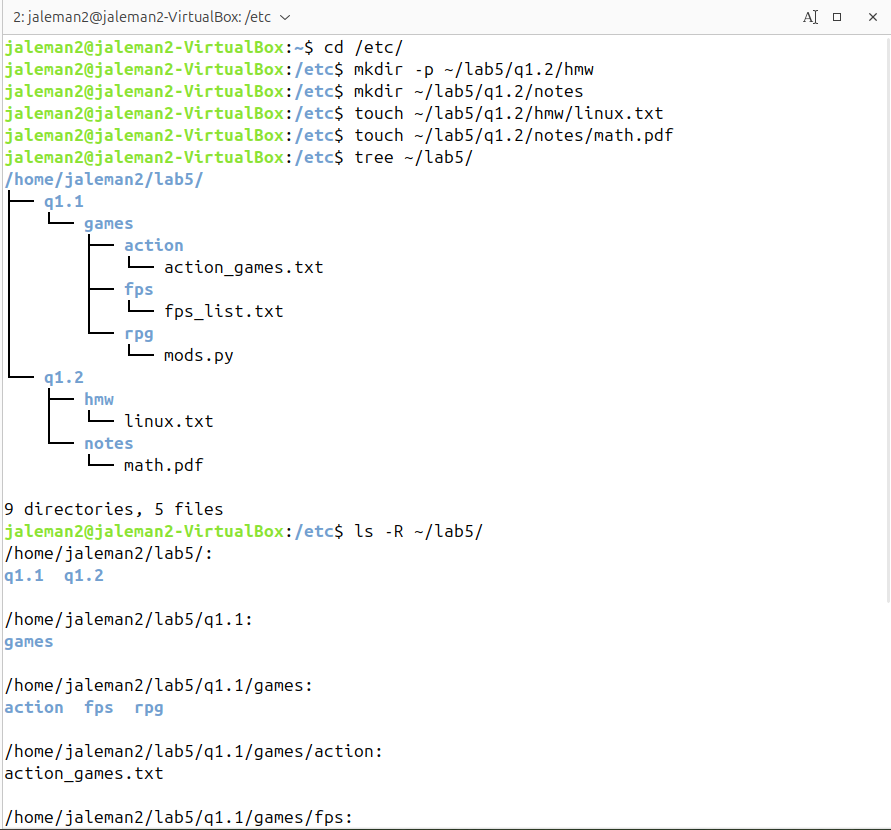 2: jaleman2@jaleman2-VirtualBox: /etc
jaleman2@jaleman2-VirtualBox:~$ cd /etc/
jaleman2@jaleman2-VirtualBox:/etc$ mkdir -p ~/lab5/q1.2/hmw
jaleman2@jaleman2-VirtualBox:/etc$ mkdir ~/lab5/q1.2/notes
jaleman2@jaleman2-VirtualBox:/etc$ touch ~/lab5/q1.2/hmw/linux.txt
jaleman2@jaleman2-VirtualBox:/etc$ touch ~/lab5/q1.2/notes/math.pdf
jaleman2@jaleman2-VirtualBox:/etc$ tree ~/lab5/
/home/jaleman2/lab5/
├── q1.1
│   └── games
│       ├── action
│       │   └── action_games.txt
│       ├── fps
│       │   └── fps_list.txt
│       └── rpg
│           └── mods.py
└── q1.2
    ├── hmw
    │   └── linux.txt
    └── notes
        └── math.pdf

9 directories, 5 files
jaleman2@jaleman2-VirtualBox:/etc$ ls -R ~/lab5/
/home/jaleman2/lab5/:
q1.1  q1.2

/home/jaleman2/lab5/q1.1:
games

/home/jaleman2/lab5/q1.1/games:
action  fps  rpg

/home/jaleman2/lab5/q1.1/games/action:
action_games.txt

/home/jaleman2/lab5/q1.1/games/fps: